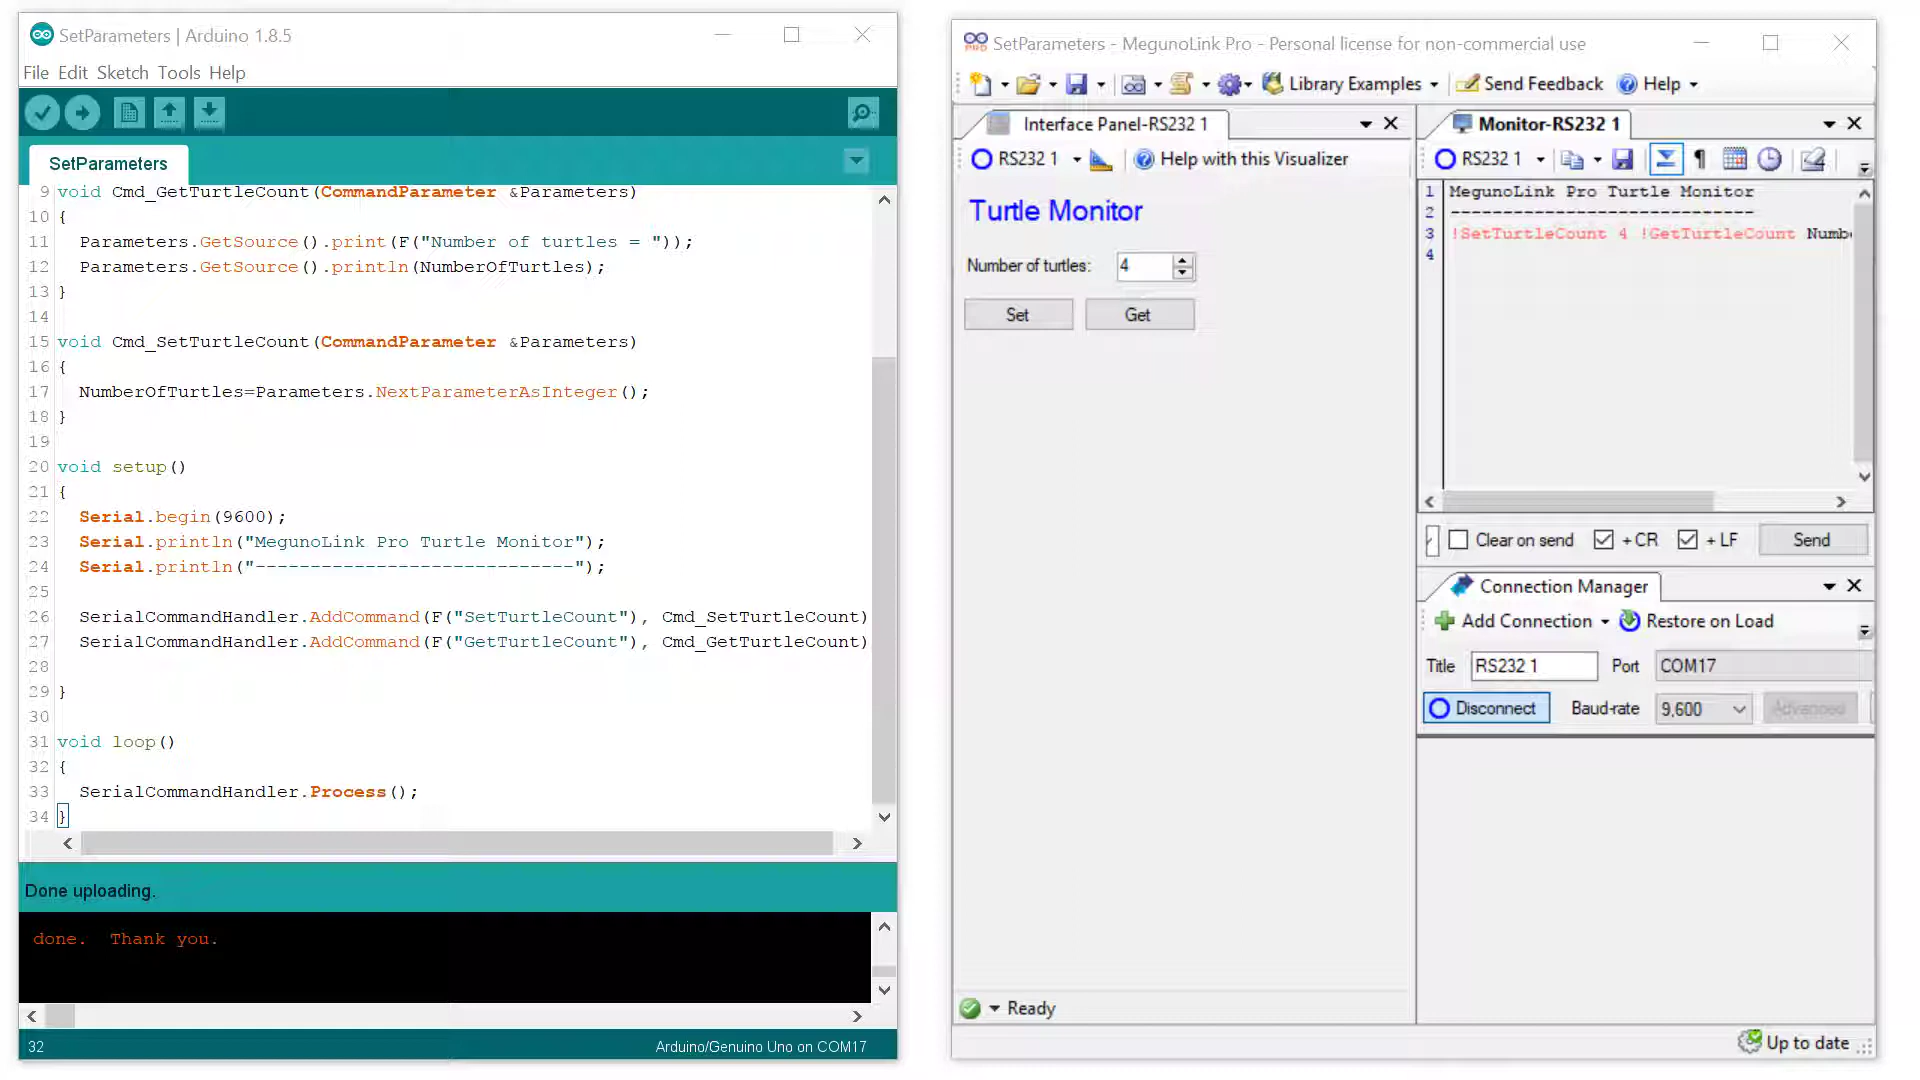 SetParameters | Arduino 1.8.5
File Edit Sketch Tools Help
SetParameters
9 void Cmd_GetTurtleCount(CommandParameter &Parameters)
10 {
11 Parameters.GetSource().print(F("Number of turtles = "));
12 Parameters.GetSource().println(NumberOfTurtles);
13 }
14
15 void Cmd_SetTurtleCount(CommandParameter &Parameters)
16 {
17 NumberOfTurtles=Parameters.NextParameterAsInteger();
18 }
19
20 void setup()
21 {
22 Serial.begin(9600);
23 Serial.println("MegunoLink Pro Turtle Monitor");
24 Serial.println("-----------------------------");
25
26 SerialCommandHandler.AddCommand(F("SetTurtleCount"), Cmd_SetTurtleCount)
27 SerialCommandHandler.AddCommand(F("GetTurtleCount"), Cmd_GetTurtleCount)
28
29 }
30
31 void loop()
32 {
33 SerialCommandHandler.Process();
34 }
Done uploading.
done. Thank you.
32
Arduino/Genuino Uno on COM17
SetParameters - MegunoLink Pro - Personal license for non-commercial use
Library Examples Send Feedback Help
Interface Panel-RS232 1
RS232 1 Help with this Visualizer
Turtle Monitor
Number of turtles: 4
Set Get
Ready
Monitor-RS232 1
RS232 1
1 MegunoLink Pro Turtle Monitor
2 -----------------------------
3 !SetTurtleCount 4 !GetTurtleCount Numb
4
Clear on send +CR +LF Send
Connection Manager
Add Connection Restore on Load
Title RS232 1 Port COM17
Disconnect Baud-rate 9,600 Advanced
Up to date